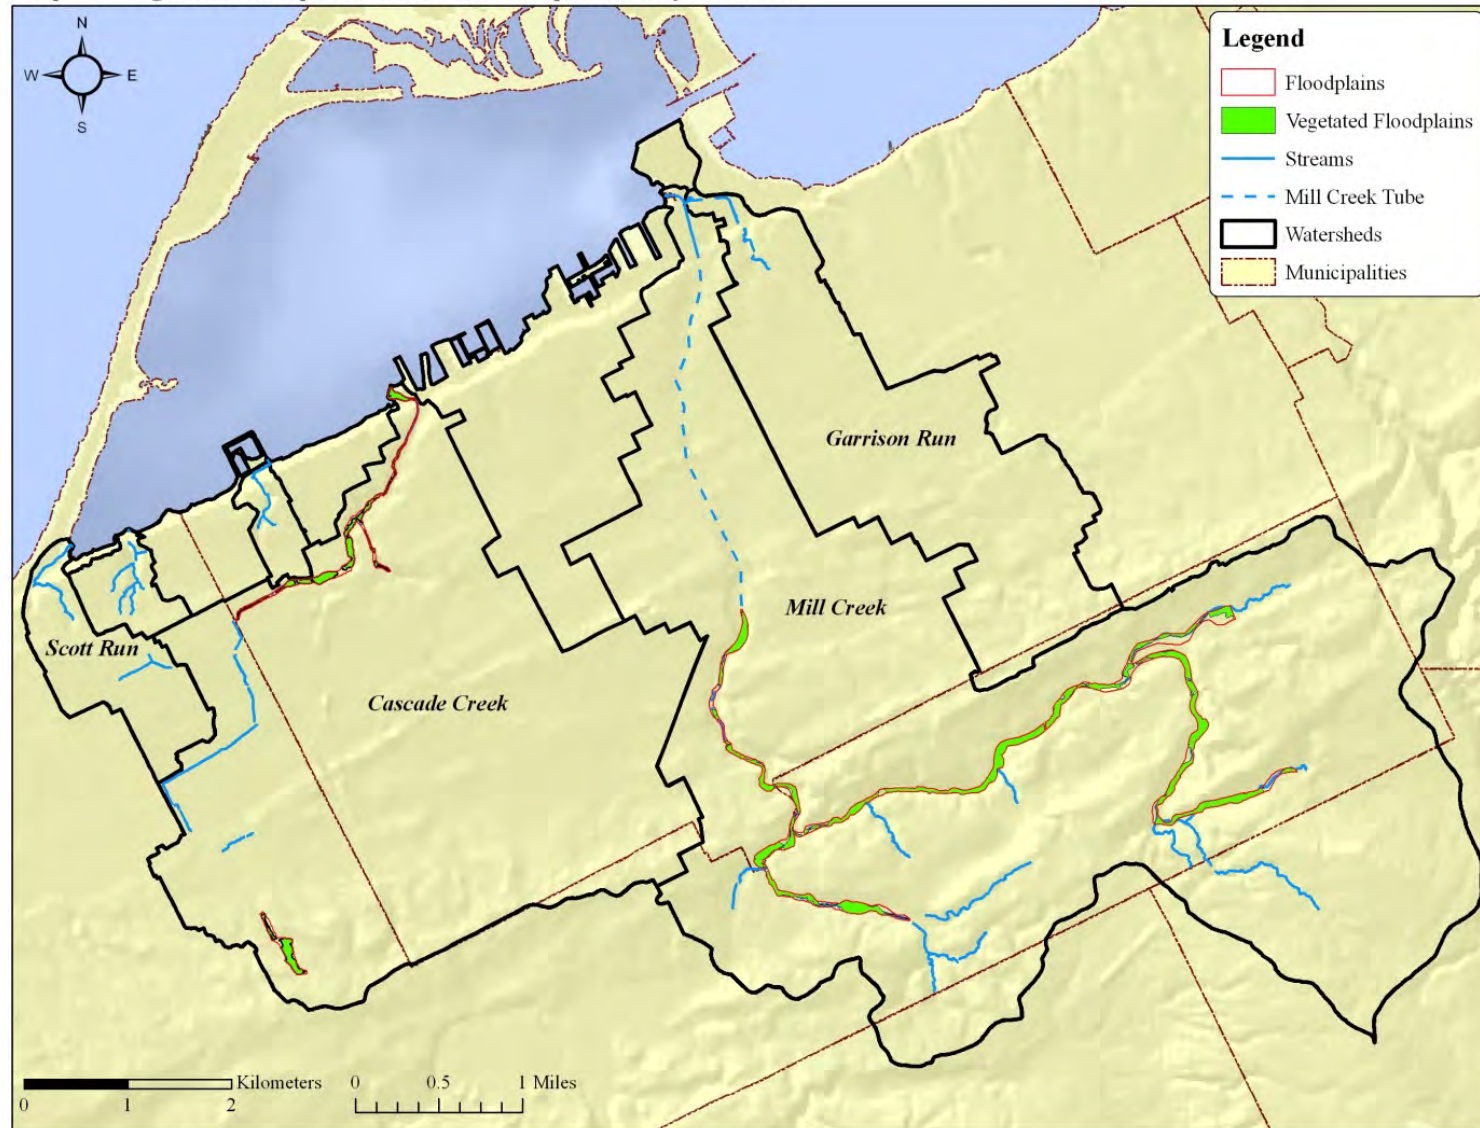 N
W E
S
Legend
Floodplains
Vegetated Floodplains
Streams
Mill Creek Tube
Watersheds
Municipalities
Garrison Run
Mill Creek
Scott Run
Cascade Creek
Kilometers
0 1 2
0 0.5 1 Miles